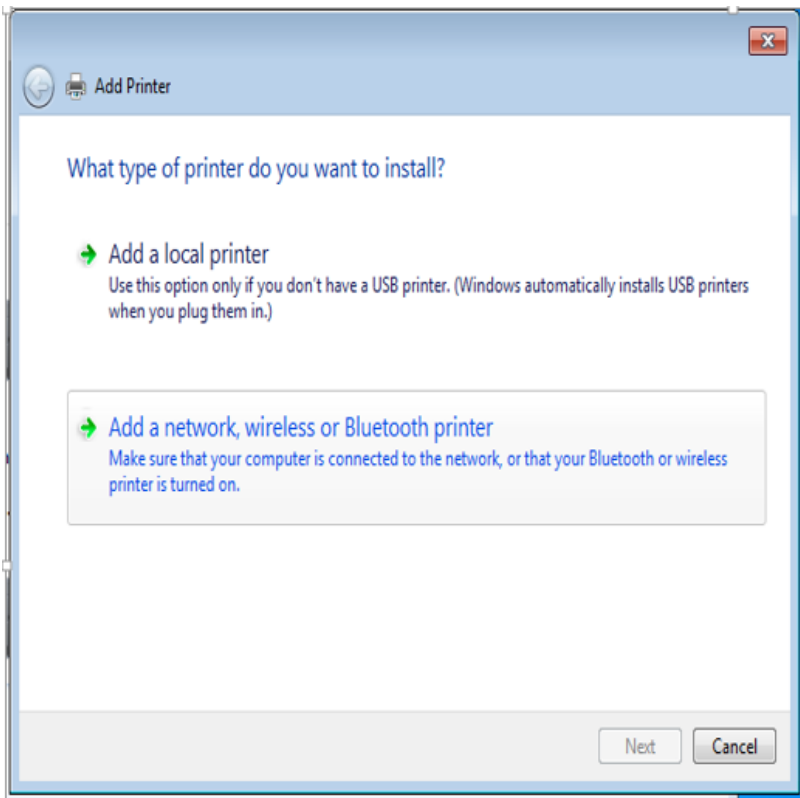 Add Printer
What type of printer do you want to install?
Add a local printer
Use this option only if you don't have a USB printer. (Windows automatically installs USB printers
when you plug them in.)
Add a network, wireless or Bluetooth printer
Make sure that your computer is connected to the network, or that your Bluetooth or wireless
printer is turned on.
Next
Cancel